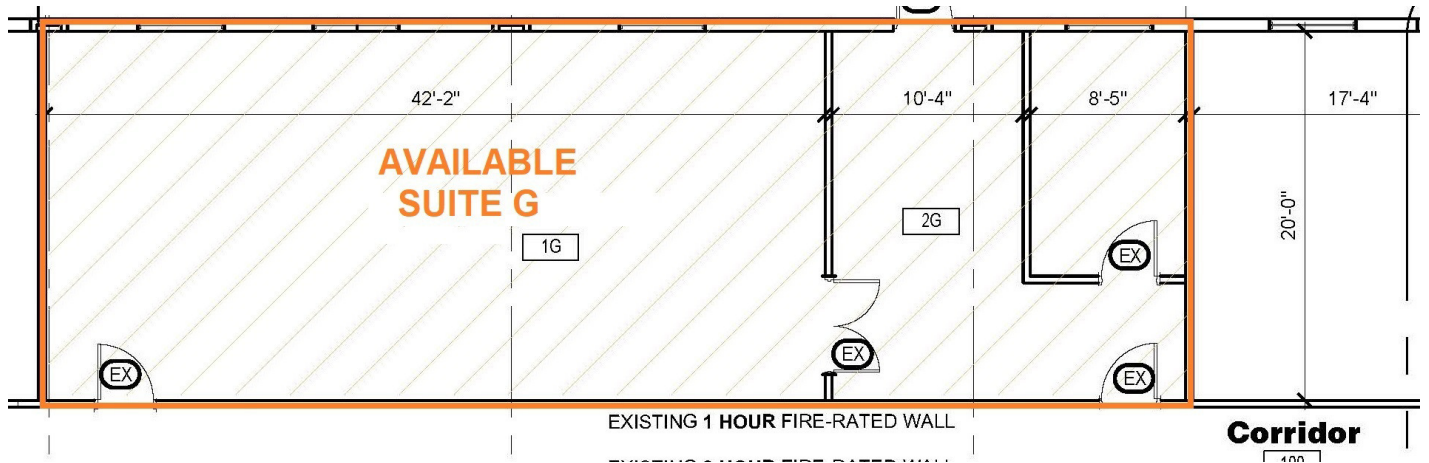 42'-2"
10'-4"
8'-5"
17'-4"
AVAILABLE
SUITE G
20'-0"
2G
1G
EX
EX
EX
EX
EXISTING 1 HOUR FIRE-RATED WALL
Corridor
100